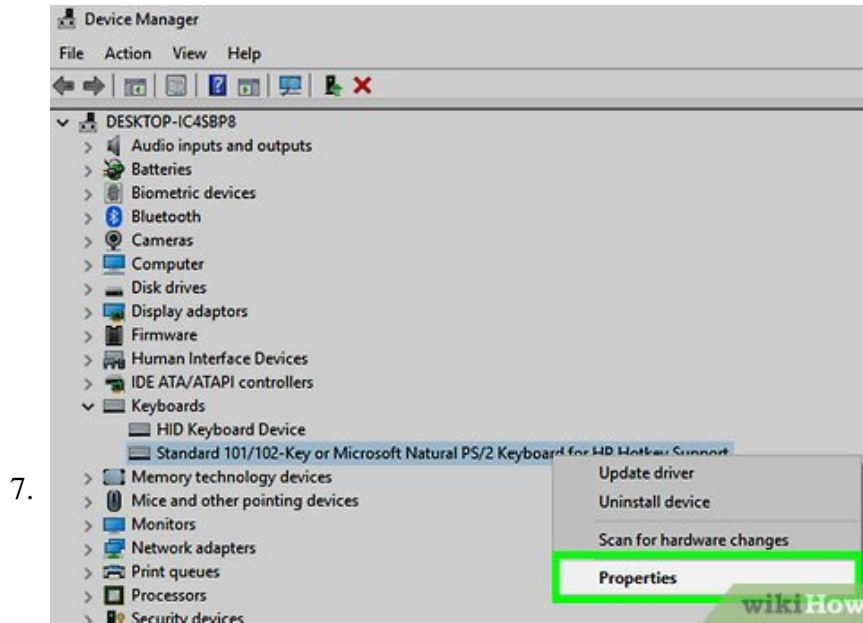 Device Manager
File Action View Help
DESKTOP-IC4SBP8
Audio inputs and outputs
Batteries
Biometric devices
Bluetooth
Cameras
Computer
Disk drives
Display adaptors
Firmware
Human Interface Devices
IDE ATA/ATAPI controllers
Keyboards
HID Keyboard Device
Standard 101/102-Key or Microsoft Natural PS/2 Keyboard for HP Hotkey Support
7.
Memory technology devices
Mice and other pointing devices
Monitors
Network adapters
Print queues
Processors
Security devices
Update driver
Uninstall device
Scan for hardware changes
Properties
wikiHow